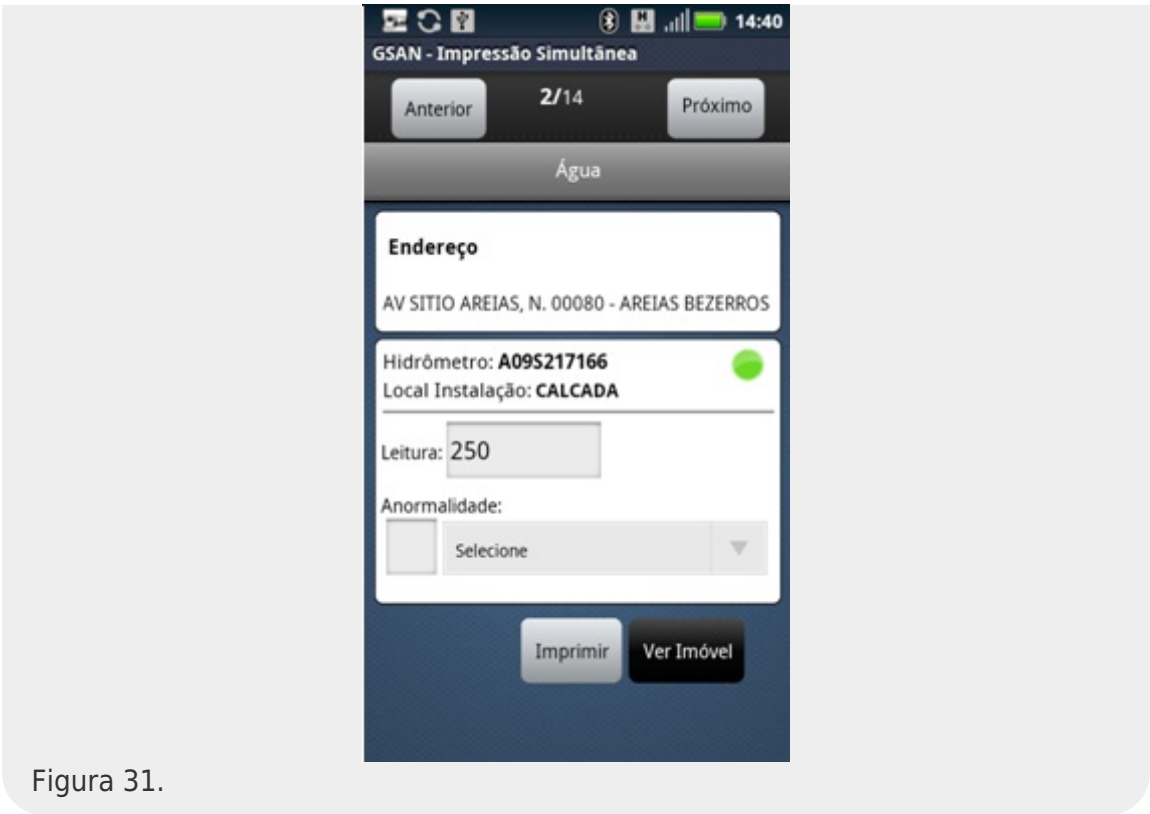 14:40
GSAN - Impressão Simultânea
Anterior
2/14
Próximo
Água
Endereço
AV SITIO AREIAS, N. 00080 - AREIAS BEZERROS
Hidrômetro: A09S217166
Local Instalação: CALCADA
Leitura: 250
Anormalidade:
Selecione
Imprimir
Ver Imóvel
Figura 31.